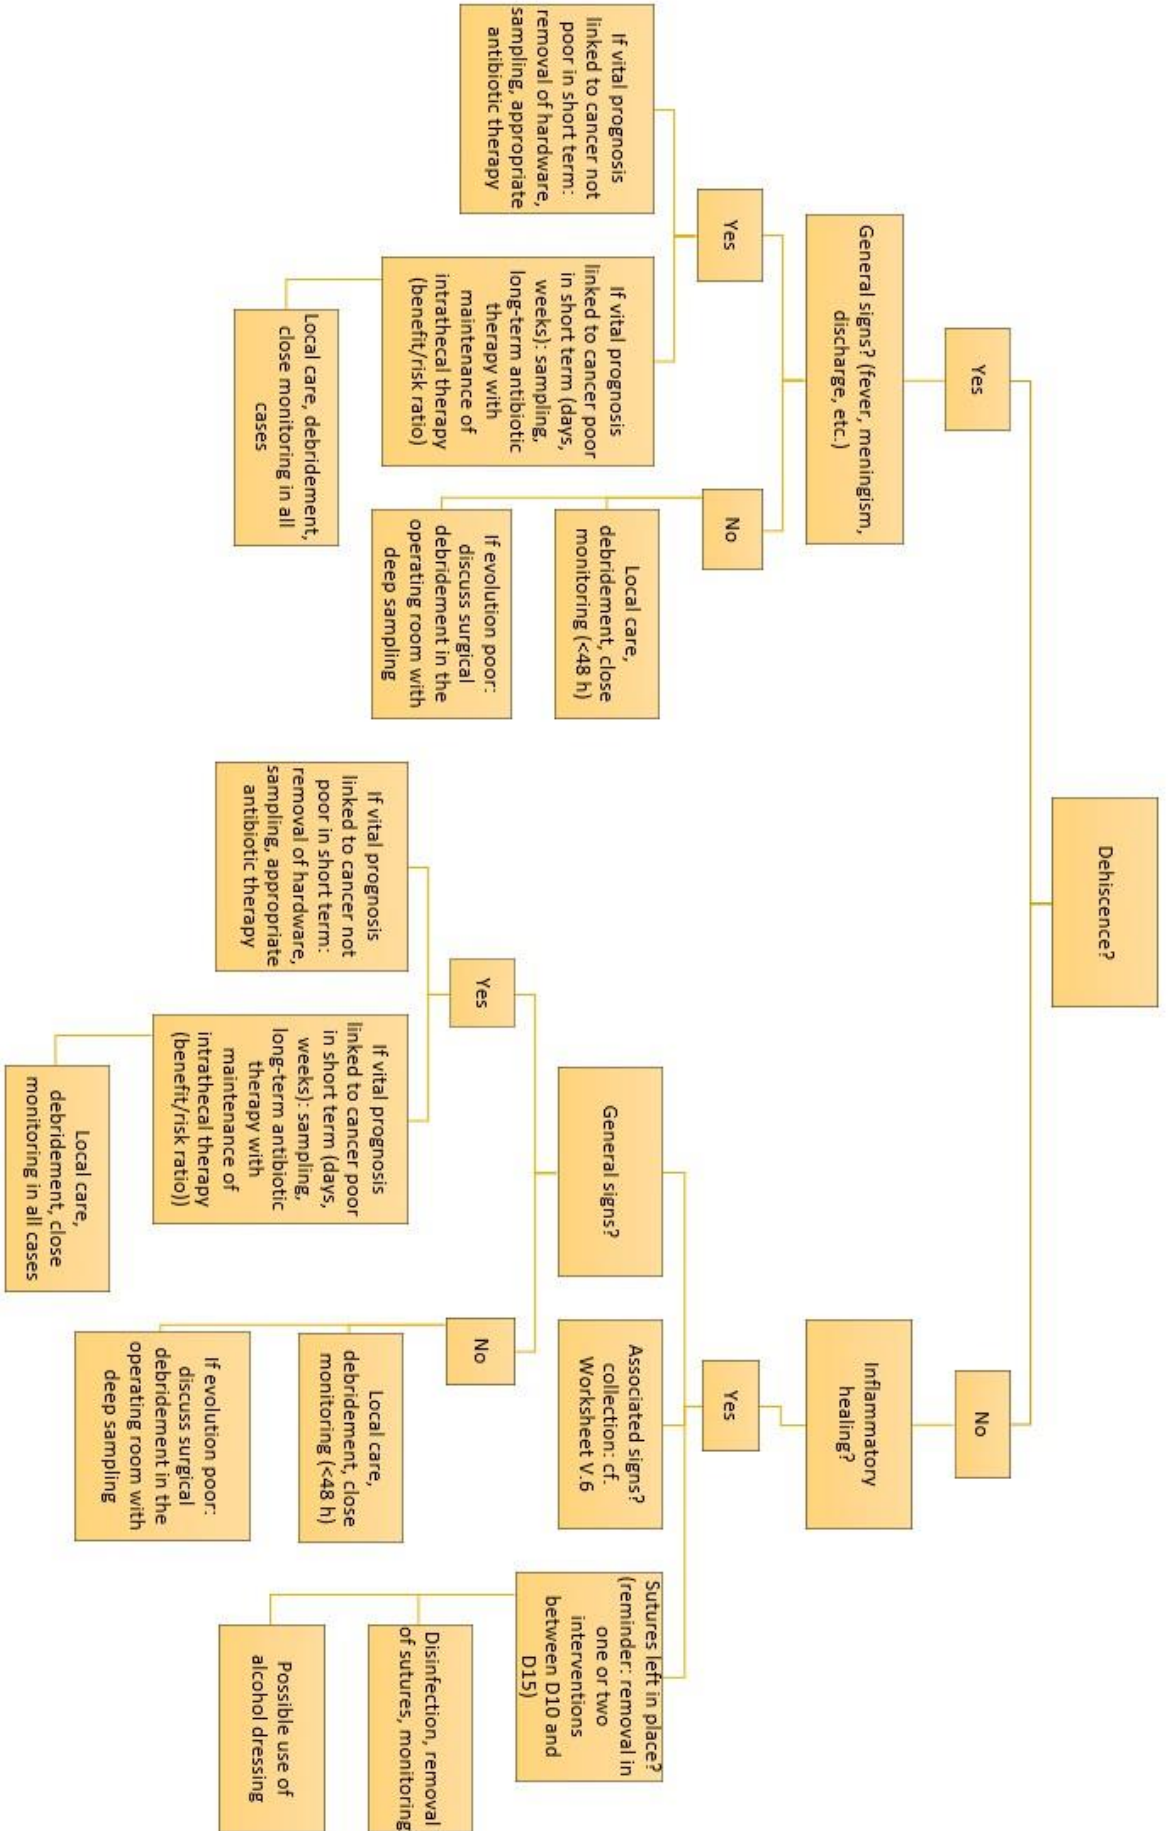 Dehiscence?
Yes
General signs? (fever, meningism,
discharge, etc.)
Yes
If vital prognosis
linked to cancer not
poor in short term:
removal of hardware,
sampling, appropriate
antibiotic therapy
If vital prognosis
linked to cancer poor
in short term (days,
weeks): sampling,
long-term antibiotic
therapy with
maintenance of
intrathecal therapy
(benefit/risk ratio)
Local care, debridement,
close monitoring in all
cases
No
Local care,
debridement, close
monitoring (<48 h)
If evolution poor:
discuss surgical
debridement in the
operating room with
deep sampling
No
Inflammatory
healing?
Yes
General signs?
Yes
If vital prognosis
linked to cancer not
poor in short term:
removal of hardware,
sampling, appropriate
antibiotic therapy
If vital prognosis
linked to cancer poor
in short term (days,
weeks): sampling,
long-term antibiotic
therapy with
maintenance of
intrathecal therapy
(benefit/risk ratio))
Local care,
debridement, close
monitoring in all cases
No
Local care,
debridement, close
monitoring (<48 h)
If evolution poor:
discuss surgical
debridement in the
operating room with
deep sampling
Associated signs?
collection: cf.
Worksheet V.6
Sutures left in place?
(reminder: removal in
one or two
interventions
between D10 and
D15)
Disinfection, removal
of sutures, monitoring
Possible use of
alcohol dressing